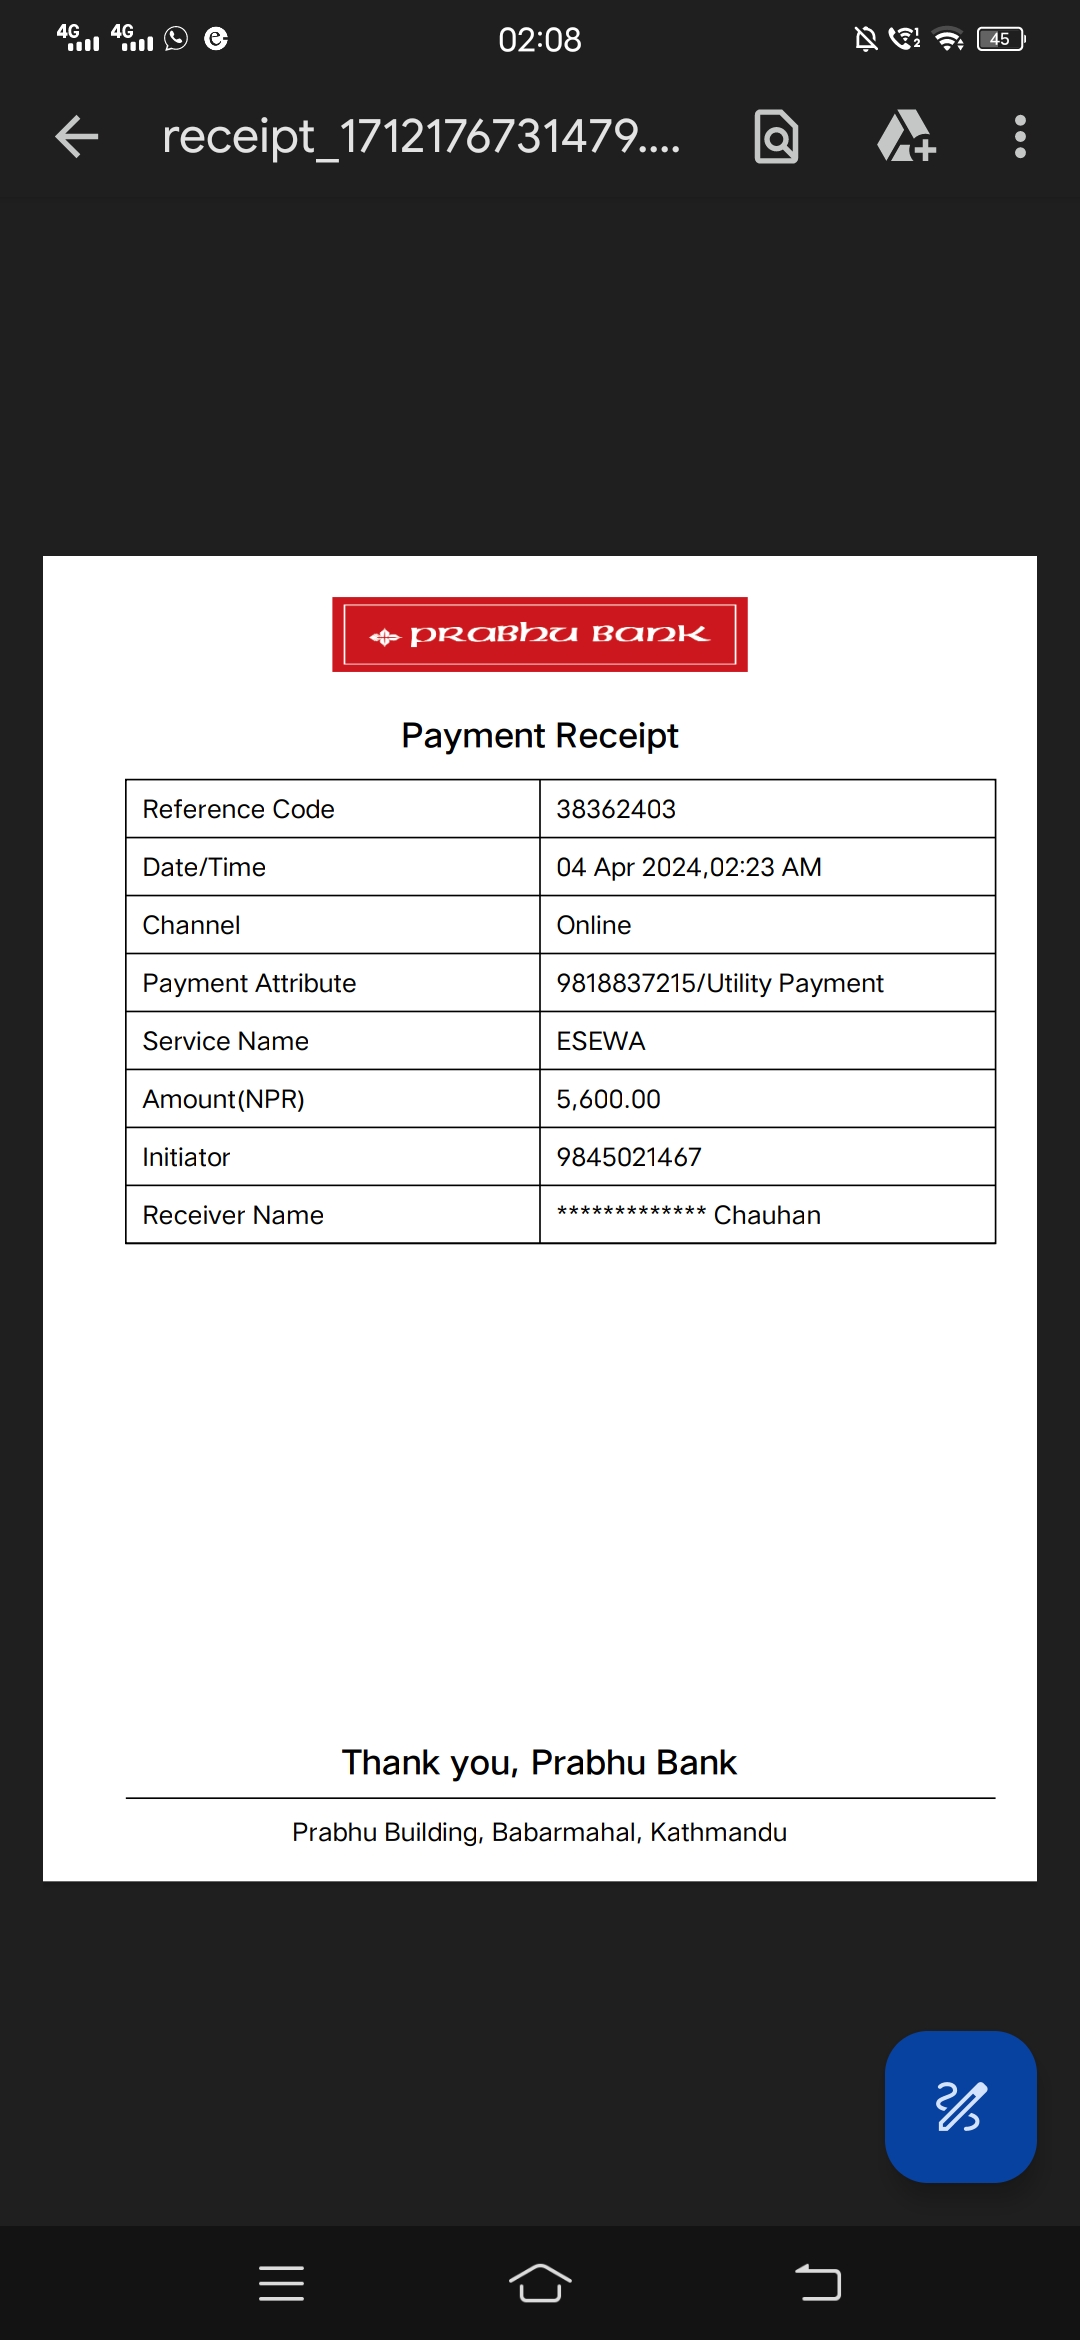 4G 4G 02:08 45
receipt_1712176731479....
PRABHU BANK
Payment Receipt
Reference Code 38362403
Date/Time 04 Apr 2024,02:23 AM
Channel Online
Payment Attribute 9818837215/Utility Payment
Service Name ESEWA
Amount(NPR) 5,600.00
Initiator 9845021467
Receiver Name ************* Chauhan
Thank you, Prabhu Bank
Prabhu Building, Babarmahal, Kathmandu